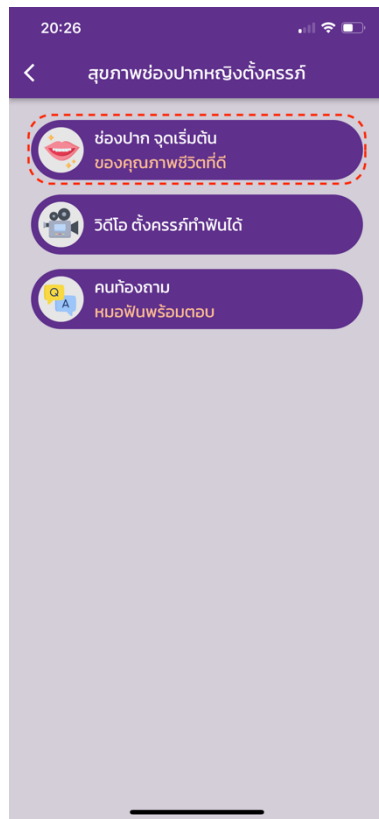 20:26
สุขภาพช่องปากหญิงตั้งครรภ์
ช่องปาก จุดเริ่มต้น
ของคุณภาพชีวิตที่ดี
วิดีโอ ตั้งครรภ์ทำฟันได้
Q
A
คนท้องถาม
หมอฟันพร้อมตอบ